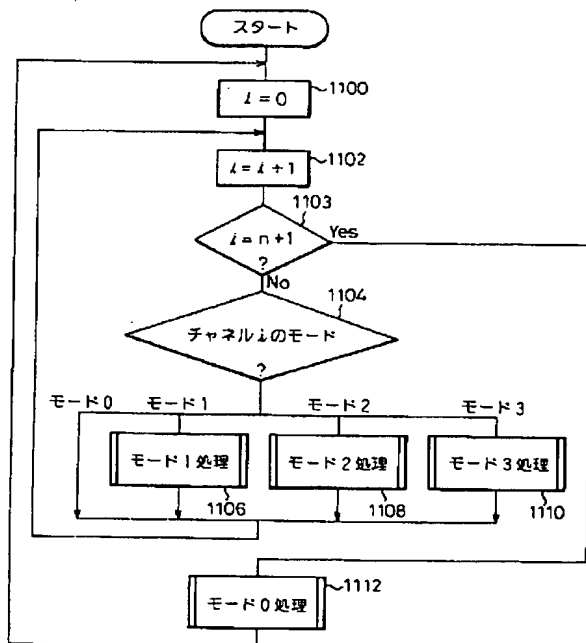 スタート
i = 0
1100
i = i + 1
1102
1103
i = n + 1
?
Yes
No
1104
チャネルiのモード
?
モード0
モード1
モード2
モード3
モード1処理
モード2処理
モード3処理
1106
1108
1110
モード0処理
1112